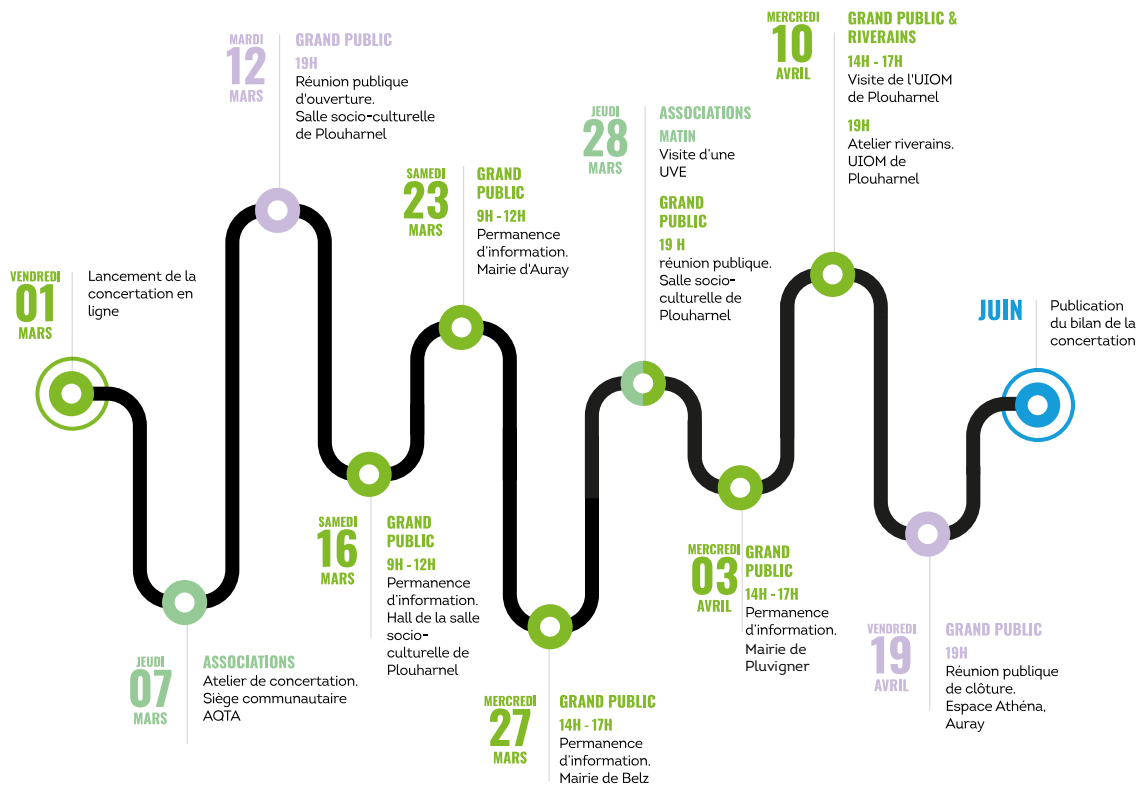 VENDREDI
01
MARS
Lancement de la
concertation en
ligne
JEUDI
07
MARS
ASSOCIATIONS
Atelier de concertation.
Siège communautaire
AQTA
MARDI
12
MARS
GRAND PUBLIC
19H
Réunion publique
d'ouverture.
Salle socio-culturelle
de Plouharnel
SAMEDI
16
MARS
GRAND
PUBLIC
9H - 12H
Permanence
d'information.
Hall de la salle
socio-
culturelle de
Plouharnel
SAMEDI
23
MARS
GRAND
PUBLIC
9H - 12H
Permanence
d'information.
Mairie d'Auray
MERCREDI
27
MARS
GRAND PUBLIC
14H - 17H
Permanence
d'information.
Mairie de Belz
JEUDI
28
MARS
ASSOCIATIONS
MATIN
Visite d'une
UVE
GRAND
PUBLIC
19 H
réunion publique.
Salle socio-
culturelle de
Plouharnel
MERCREDI
03
AVRIL
GRAND
PUBLIC
14H - 17H
Permanence
d'information.
Mairie de
Pluvigner
MERCREDI
10
AVRIL
GRAND PUBLIC &
RIVERAINS
14H - 17H
Visite de l'UIOM
de Plouharnel
19H
Atelier riverains.
UIOM de
Plouharnel
VENDREDI
19
AVRIL
GRAND PUBLIC
19H
Réunion publique
de clôture.
Espace Athéna,
Auray
JUIN
Publication
du bilan de la
concertation